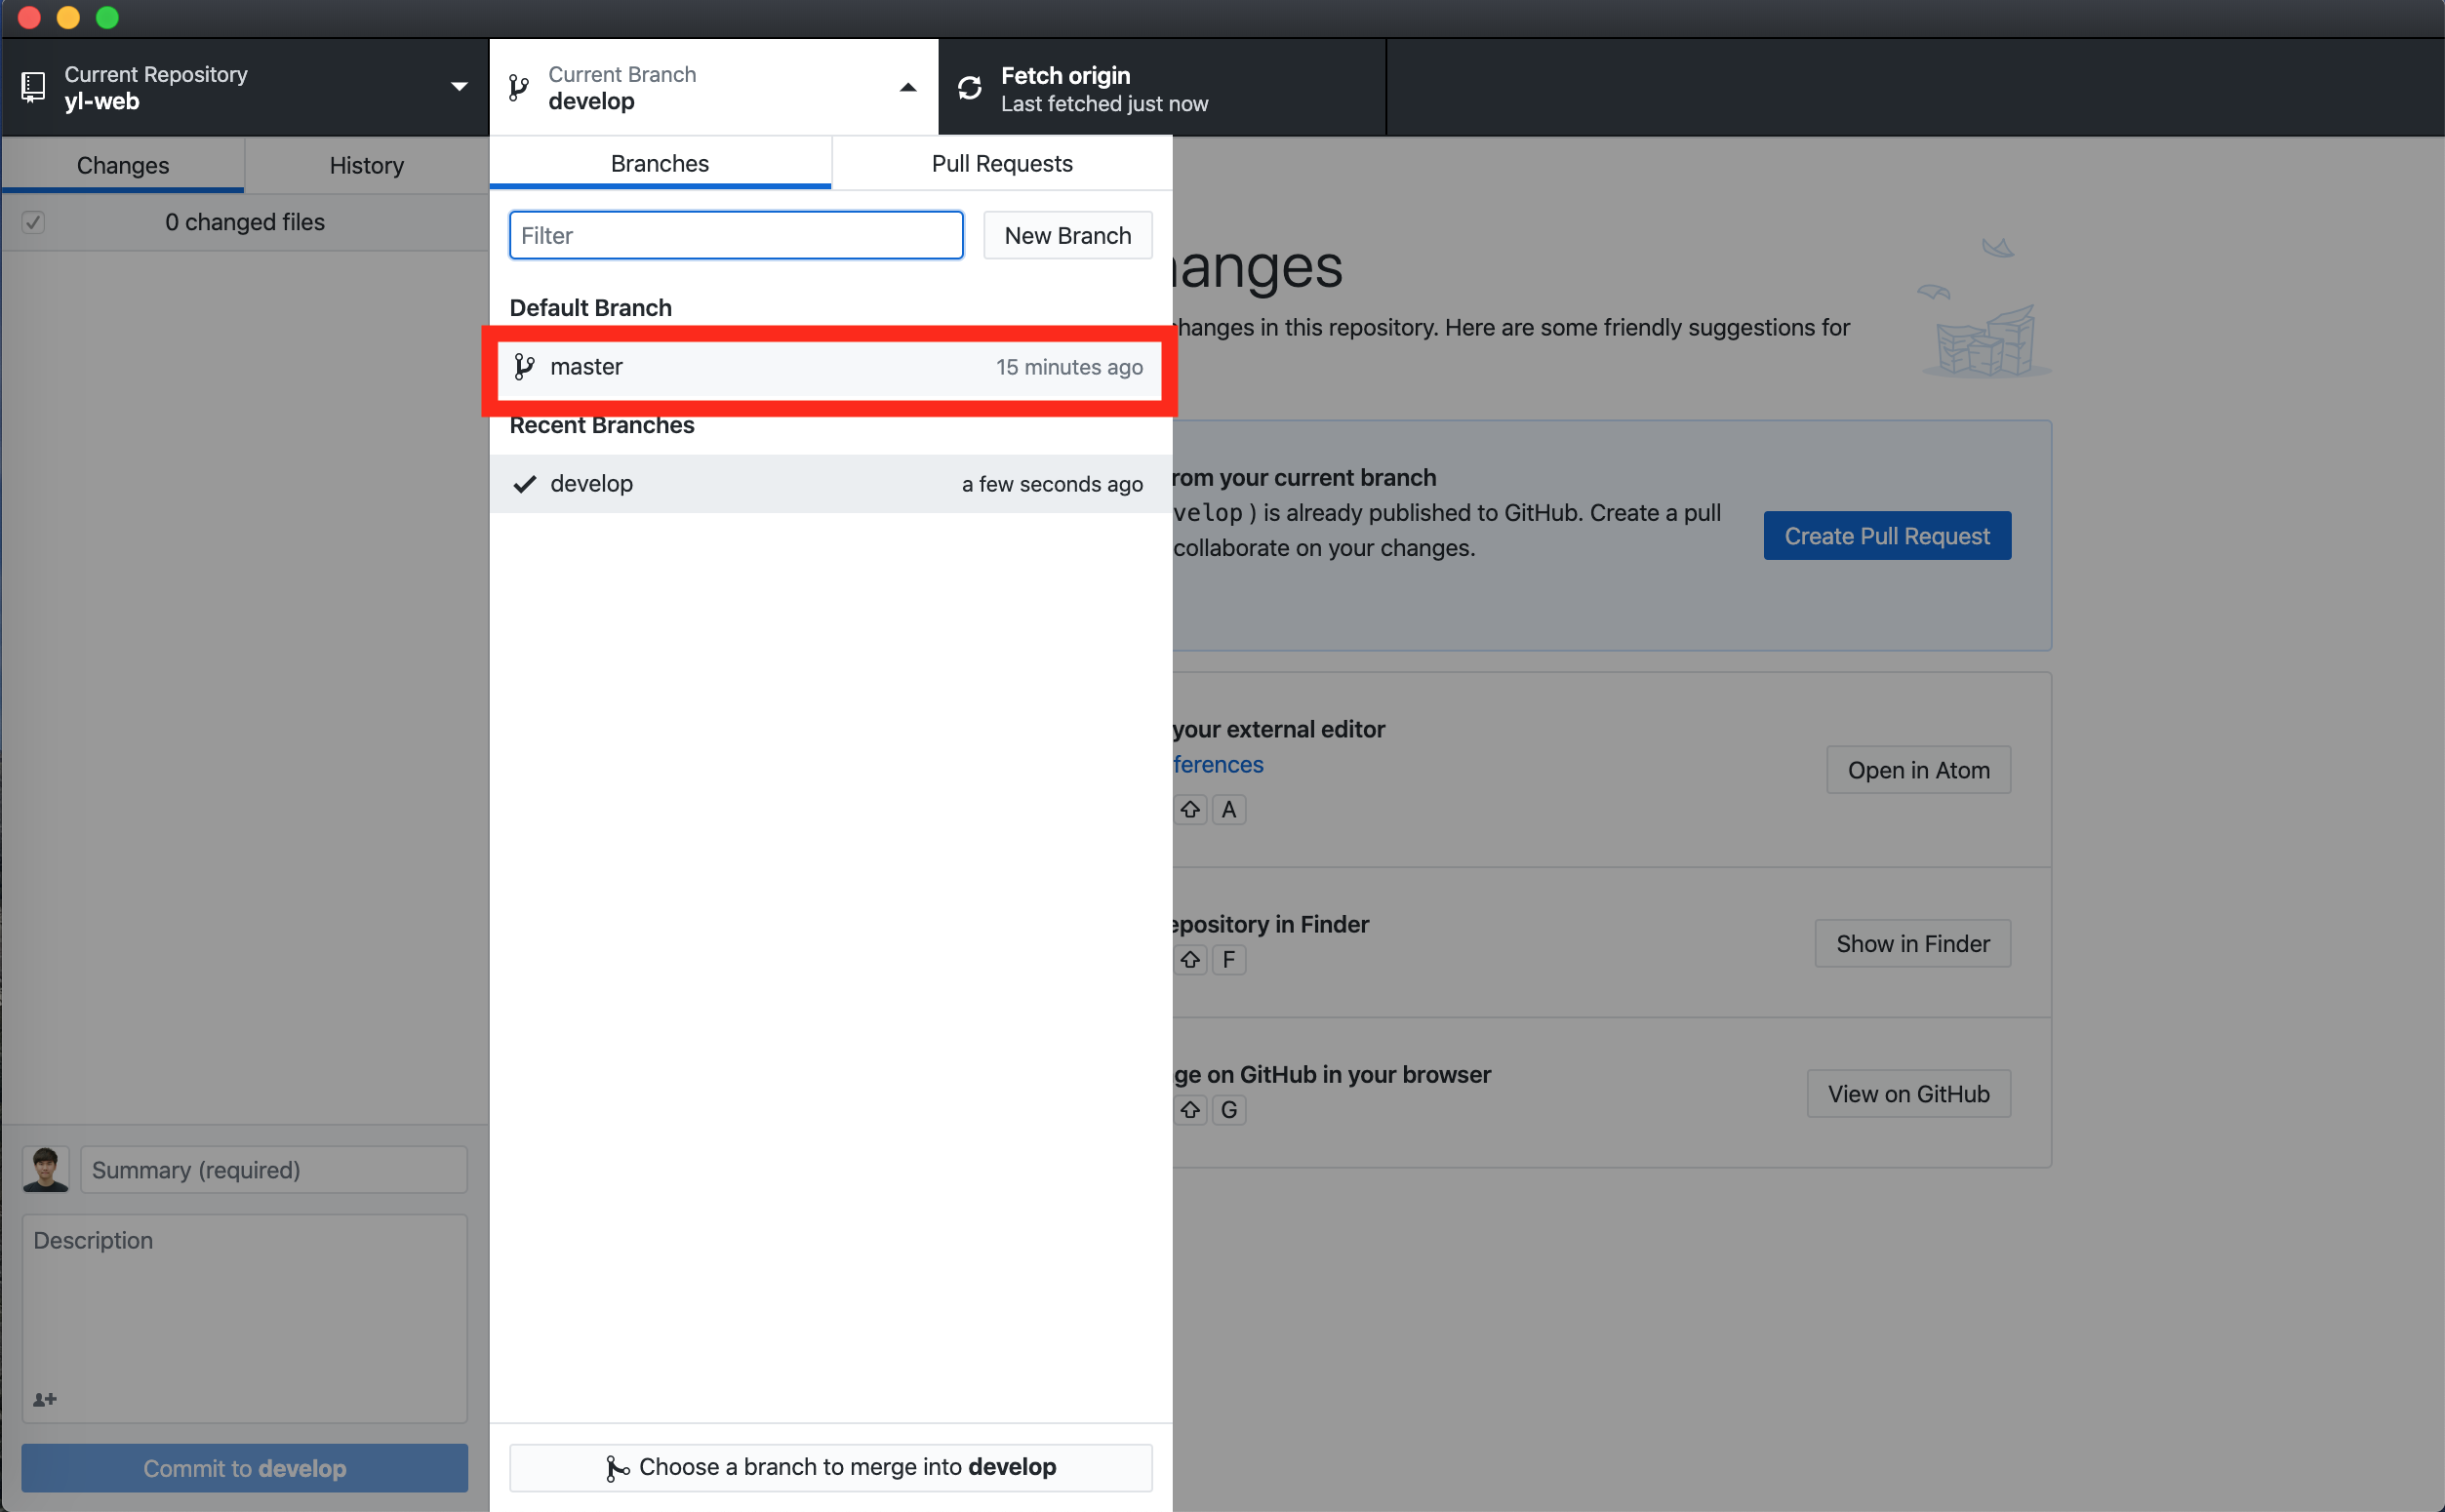 Current Repository
yl-web
Current Branch
develop
Fetch origin
Last fetched just now
Changes
History
0 changed files
Summary (required)
Description
Commit to develop
Branches
Pull Requests
Filter
New Branch
Default Branch
master
15 minutes ago
Recent Branches
develop
a few seconds ago
Choose a branch to merge into develop
anges
hanges in this repository. Here are some friendly suggestions for
rom your current branch
velop ) is already published to GitHub. Create a pull
collaborate on your changes.
Create Pull Request
your external editor
ferences
A
Open in Atom
epository in Finder
F
Show in Finder
ge on GitHub in your browser
G
View on GitHub